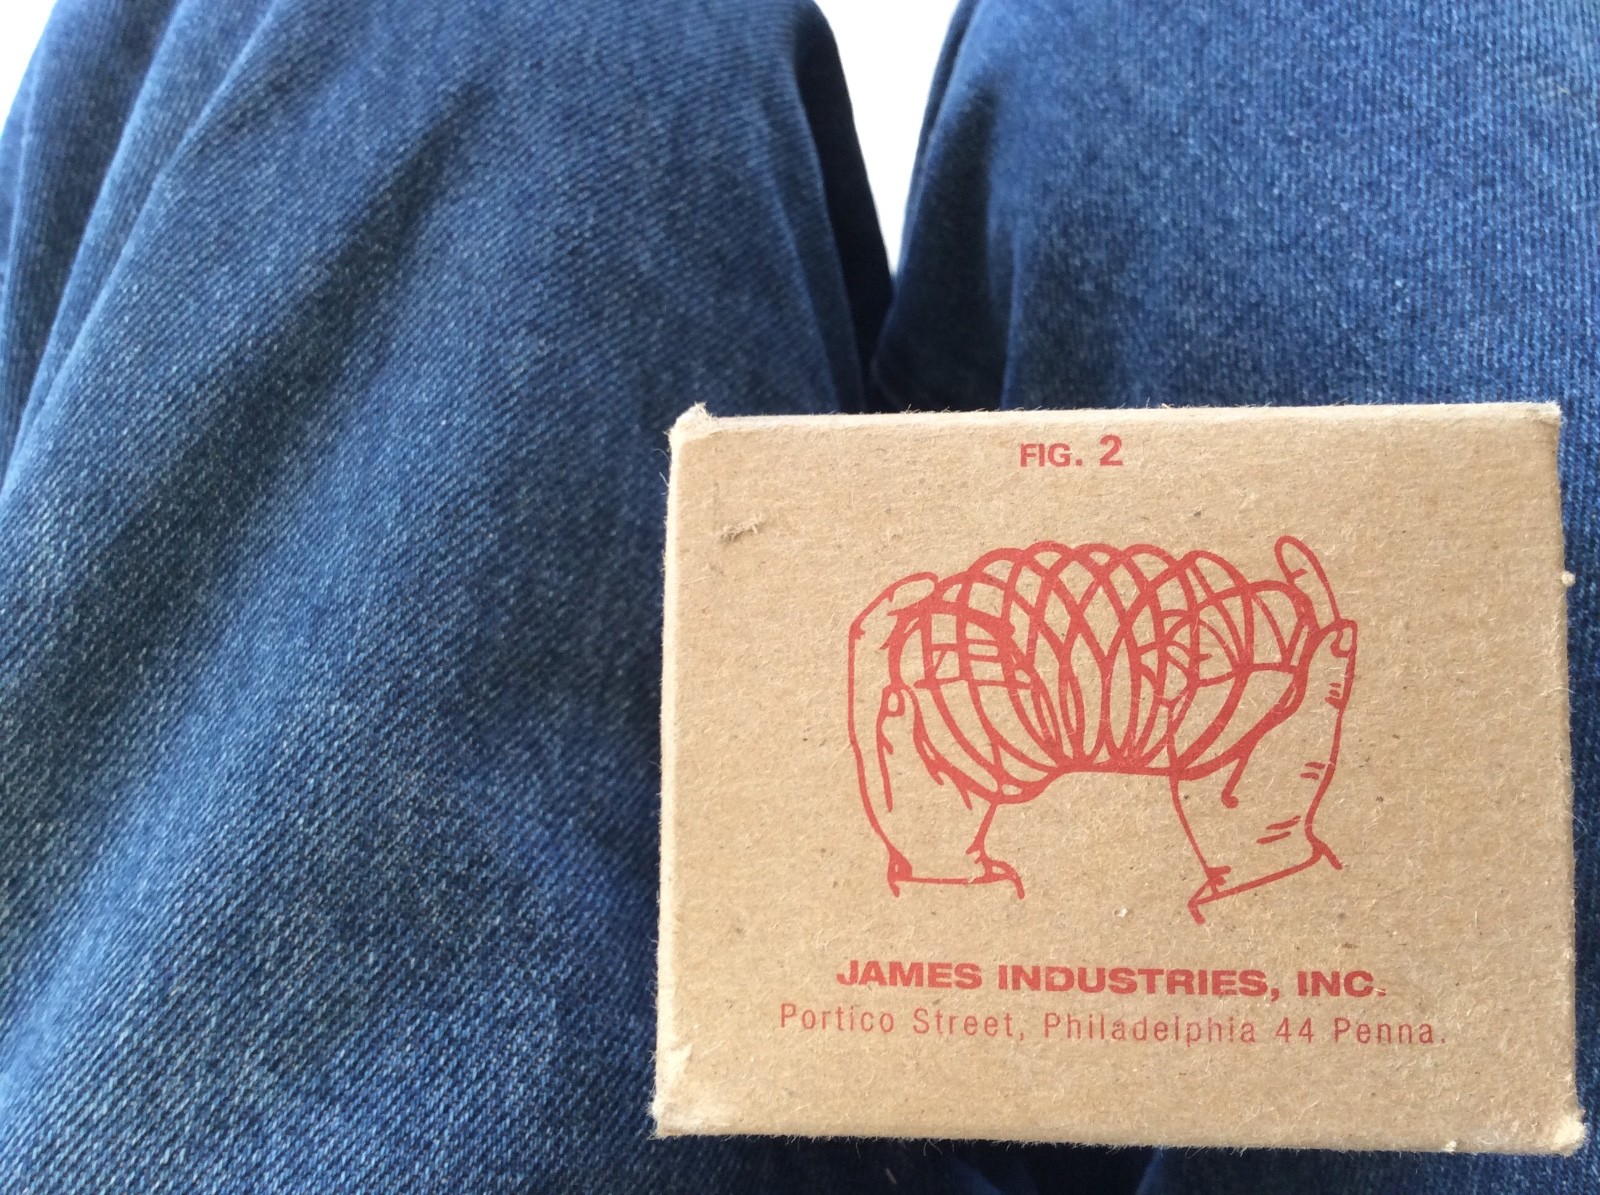 FIG. 2
JAMES INDUSTRIES, INC.
Portico Street, Philadelphia 44 Penna.